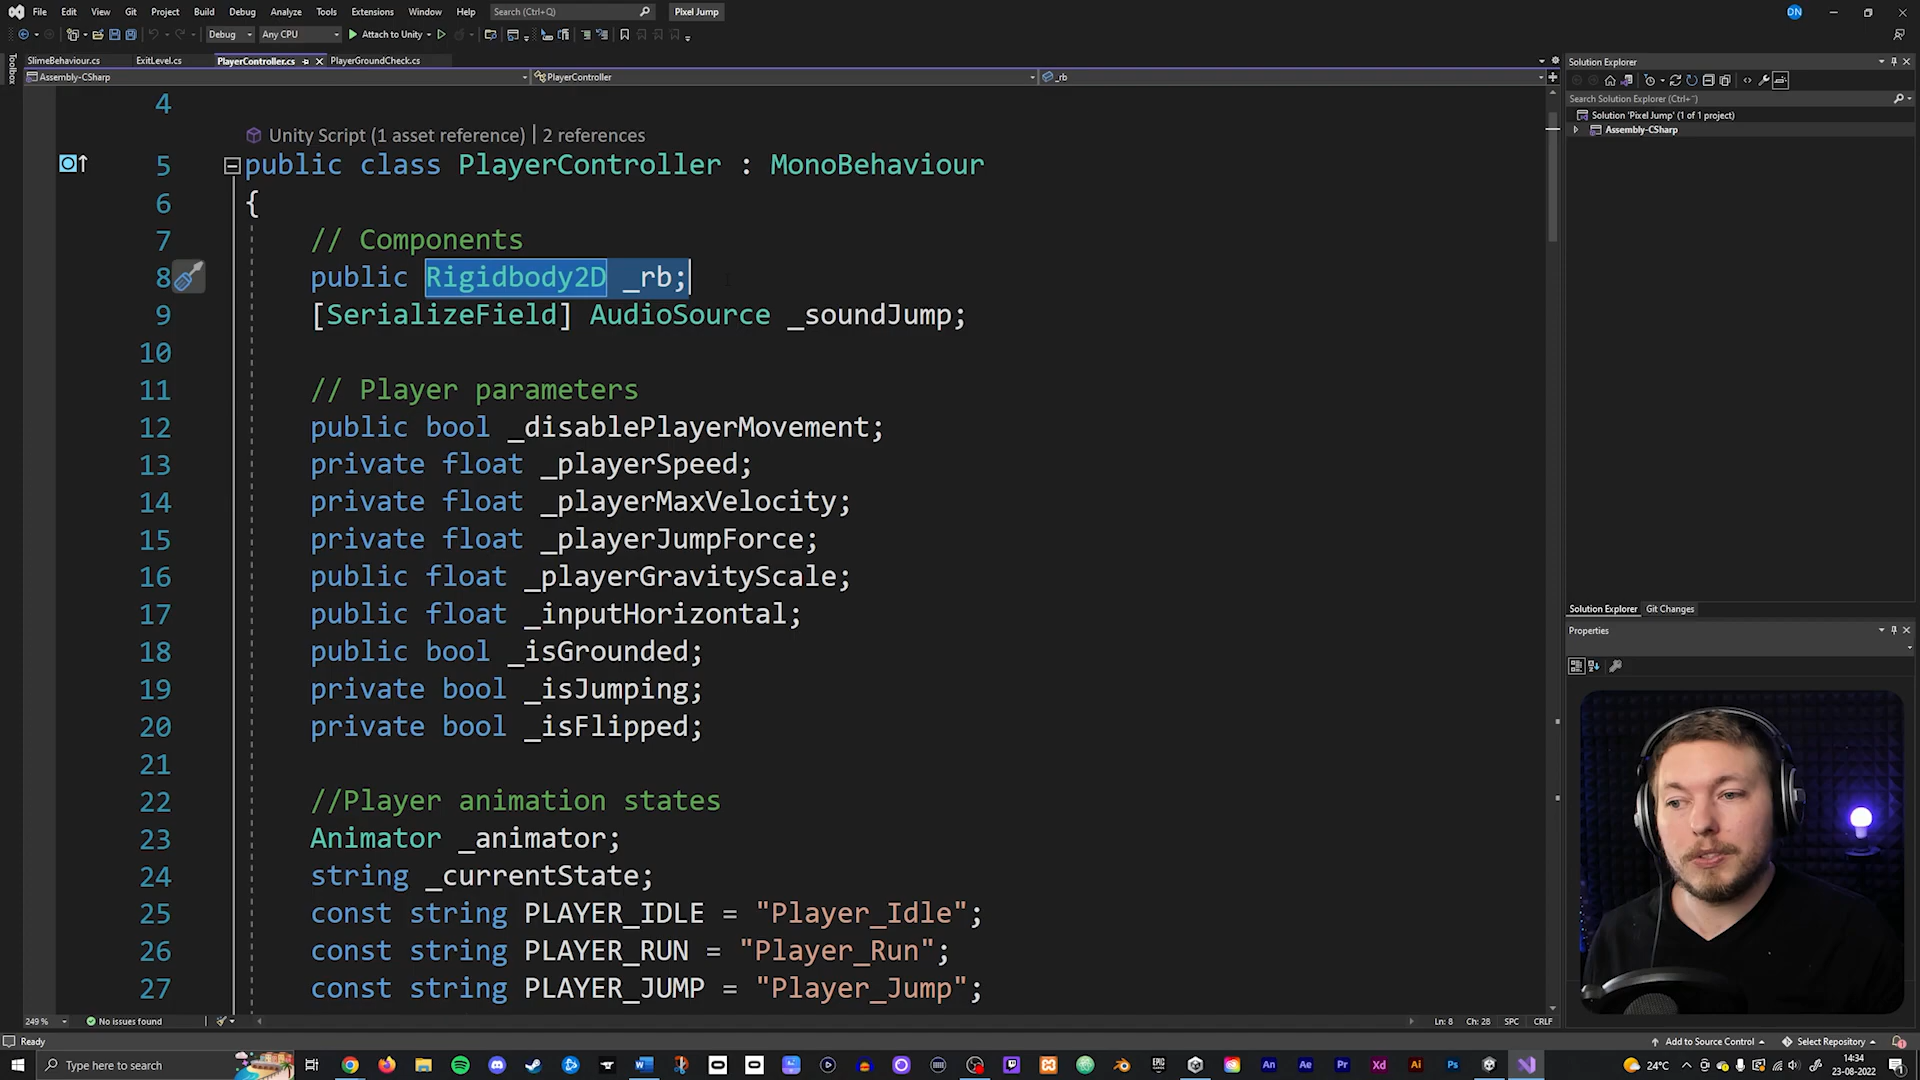 File Edit View Git Project Build Debug Analyze Tools Extensions Window Help Search (Ctrl+Q) Pixel Jump DN
Debug Any CPU Attach to Unity
SlimeBehaviour.cs ExitLevel.cs PlayerController.cs PlayerGroundCheck.cs
Assembly-CSharp PlayerController _rb
Toolbox
4
Unity Script (1 asset reference) | 2 references
5 public class PlayerController : MonoBehaviour
6 {
7 // Components
8 public Rigidbody2D _rb;
9 [SerializeField] AudioSource _soundJump;
10
11 // Player parameters
12 public bool _disablePlayerMovement;
13 private float _playerSpeed;
14 private float _playerMaxVelocity;
15 private float _playerJumpForce;
16 public float _playerGravityScale;
17 public float _inputHorizontal;
18 public bool _isGrounded;
19 private bool _isJumping;
20 private bool _isFlipped;
21
22 //Player animation states
23 Animator _animator;
24 string _currentState;
25 const string PLAYER_IDLE = "Player_Idle";
26 const string PLAYER_RUN = "Player_Run";
27 const string PLAYER_JUMP = "Player_Jump";
249 % No issues found Ln: 8 Ch: 28 SPC CRLF
Solution Explorer
Search Solution Explorer (Ctrl+¨)
Solution 'Pixel Jump' (1 of 1 project)
Assembly-CSharp
Solution Explorer Git Changes
Properties
Ready Add to Source Control Select Repository
Type here to search
24°C
14:34
23-08-2022